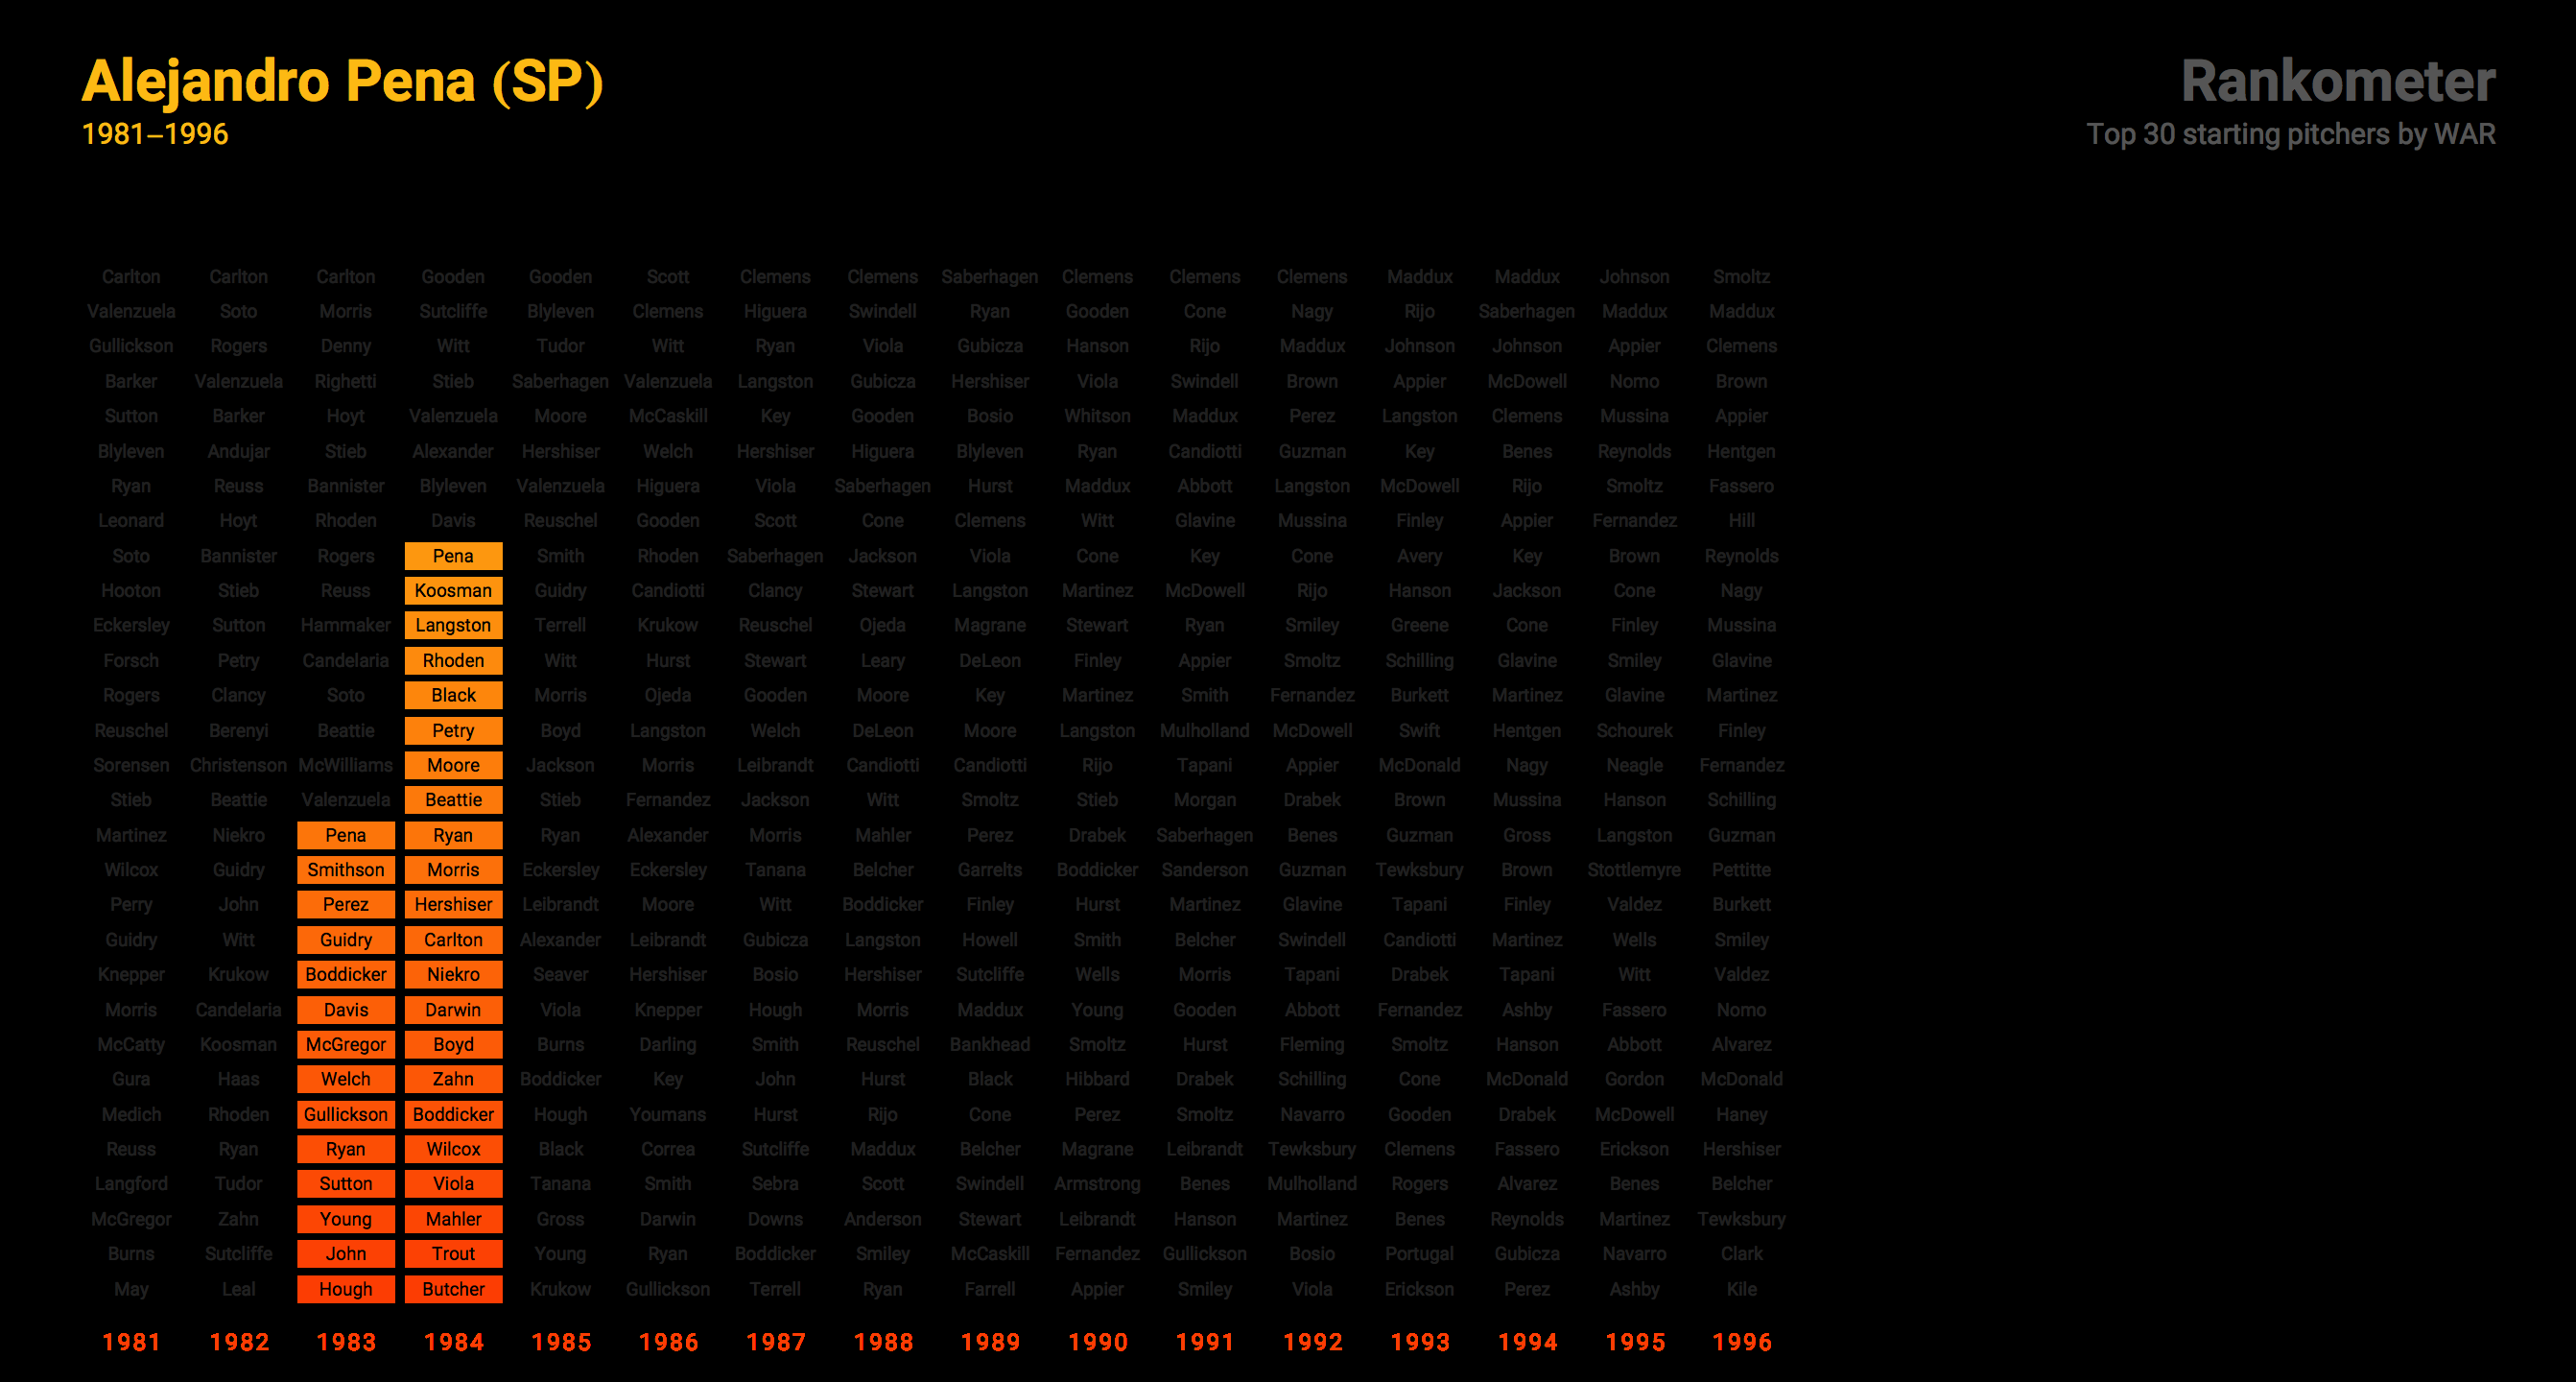 Alejandro Pena (SP)
1981–1996
Rankometer
Top 30 starting pitchers by WAR
Carlton Carlton Carlton Gooden Gooden Scott Clemens Clemens Saberhagen Clemens Clemens Clemens Maddux Maddux Johnson Smoltz
Valenzuela Soto Morris Sutcliffe Blyleven Clemens Higuera Swindell Ryan Gooden Cone Nagy Rijo Saberhagen Maddux Maddux
Gullickson Rogers Denny Witt Tudor Witt Ryan Viola Gubicza Hanson Rijo Maddux Johnson Johnson Appier Clemens
Barker Valenzuela Righetti Stieb Saberhagen Valenzuela Langston Gubicza Hershiser Viola Swindell Brown Appier McDowell Nomo Brown
Sutton Barker Hoyt Valenzuela Moore McCaskill Key Gooden Bosio Whitson Maddux Perez Langston Clemens Mussina Appier
Blyleven Andujar Stieb Alexander Hershiser Welch Hershiser Higuera Blyleven Ryan Candiotti Guzman Key Benes Reynolds Hentgen
Ryan Reuss Bannister Blyleven Valenzuela Higuera Viola Saberhagen Hurst Maddux Abbott Langston McDowell Rijo Smoltz Fassero
Leonard Hoyt Rhoden Davis Reuschel Gooden Scott Cone Clemens Witt Glavine Mussina Finley Appier Fernandez Hill
Soto Bannister Rogers Pena Smith Rhoden Saberhagen Jackson Viola Cone Key Cone Avery Key Brown Reynolds
Hooton Stieb Reuss Koosman Guidry Candiotti Clancy Stewart Langston Martinez McDowell Rijo Hanson Jackson Cone Nagy
Eckersley Sutton Hammaker Langston Terrell Krukow Reuschel Ojeda Magrane Stewart Ryan Smiley Greene Cone Finley Mussina
Forsch Petry Candelaria Rhoden Witt Hurst Stewart Leary DeLeon Finley Appier Smoltz Schilling Glavine Smiley Glavine
Rogers Clancy Soto Black Morris Ojeda Gooden Moore Key Martinez Smith Fernandez Burkett Martinez Glavine Martinez
Reuschel Berenyi Beattie Petry Boyd Langston Welch DeLeon Moore Langston Mulholland McDowell Swift Hentgen Schourek Finley
Sorensen Christenson McWilliams Moore Jackson Morris Leibrandt Candiotti Candiotti Rijo Tapani Appier McDonald Nagy Neagle Fernandez
Stieb Beattie Valenzuela Beattie Stieb Fernandez Jackson Witt Smoltz Stieb Morgan Drabek Brown Mussina Hanson Schilling
Martinez Niekro Pena Ryan Ryan Alexander Morris Mahler Perez Drabek Saberhagen Benes Guzman Gross Langston Guzman
Wilcox Guidry Smithson Morris Eckersley Eckersley Tanana Belcher Garrelts Boddicker Sanderson Guzman Tewksbury Brown Stottlemyre Pettitte
Perry John Perez Hershiser Leibrandt Moore Witt Boddicker Finley Hurst Martinez Glavine Tapani Finley Valdez Burkett
Guidry Witt Guidry Carlton Alexander Leibrandt Gubicza Langston Howell Smith Belcher Swindell Candiotti Martinez Wells Smiley
Knepper Krukow Boddicker Niekro Seaver Hershiser Bosio Hershiser Sutcliffe Wells Morris Tapani Drabek Tapani Witt Valdez
Morris Candelaria Davis Darwin Viola Knepper Hough Morris Maddux Young Gooden Abbott Fernandez Ashby Fassero Nomo
McCatty Koosman McGregor Boyd Burns Darling Smith Reuschel Bankhead Smoltz Hurst Fleming Smoltz Hanson Abbott Alvarez
Gura Haas Welch Zahn Boddicker Key John Hurst Black Hibbard Drabek Schilling Cone McDonald Gordon McDonald
Medich Rhoden Gullickson Boddicker Hough Youmans Hurst Rijo Cone Perez Smoltz Navarro Gooden Drabek McDowell Haney
Reuss Ryan Ryan Wilcox Black Correa Sutcliffe Maddux Belcher Magrane Leibrandt Tewksbury Clemens Fassero Erickson Hershiser
Langford Tudor Sutton Viola Tanana Smith Sebra Scott Swindell Armstrong Benes Mulholland Rogers Alvarez Benes Belcher
McGregor Zahn Young Mahler Gross Darwin Downs Anderson Stewart Leibrandt Hanson Martinez Benes Reynolds Martinez Tewksbury
Burns Sutcliffe John Trout Young Ryan Boddicker Smiley McCaskill Fernandez Gullickson Bosio Portugal Gubicza Navarro Clark
May Leal Hough Butcher Krukow Gullickson Terrell Ryan Farrell Appier Smiley Viola Erickson Perez Ashby Kile
1981 1982 1983 1984 1985 1986 1987 1988 1989 1990 1991 1992 1993 1994 1995 1996